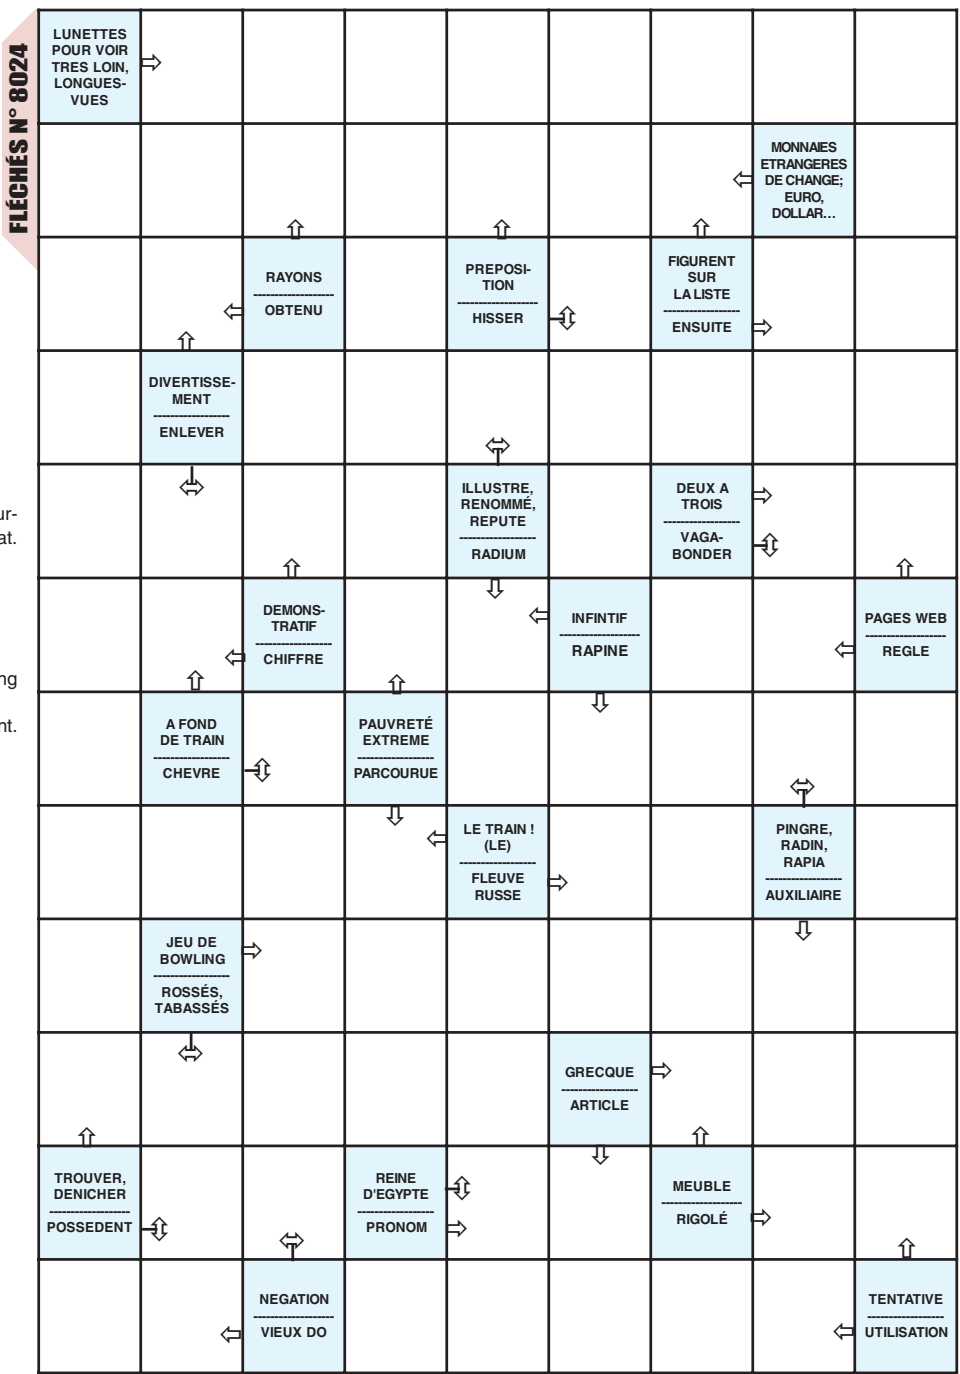 FLÉCHÉS N° 8024
LUNETTES
POUR VOIR
TRES LOIN,
LONGUES-
VUES
MONNAIES
ETRANGERES
DE CHANGE;
EURO,
DOLLAR...
RAYONS
OBTENU
PREPOSI-
TION
HISSER
FIGURENT
SUR
LA LISTE
ENSUITE
DIVERTISSE-
MENT
ENLEVER
ILLUSTRE,
RENOMMÉ,
REPUTE
RADIUM
DEUX A
TROIS
VAGA-
BONDER
ur-
at.
DEMONS-
TRATIF
CHIFFRE
INFINTIF
RAPINE
PAGES WEB
REGLE
ng
nt.
A FOND
DE TRAIN
CHEVRE
PAUVRETÉ
EXTREME
PARCOURUE
LE TRAIN !
(LE)
FLEUVE
RUSSE
PINGRE,
RADIN,
RAPIA
AUXILIAIRE
JEU DE
BOWLING
ROSSÉS,
TABASSÉS
GRECQUE
ARTICLE
TROUVER,
DENICHER
POSSEDENT
REINE
D'EGYPTE
PRONOM
MEUBLE
RIGOLÉ
NEGATION
VIEUX DO
TENTATIVE
UTILISATION